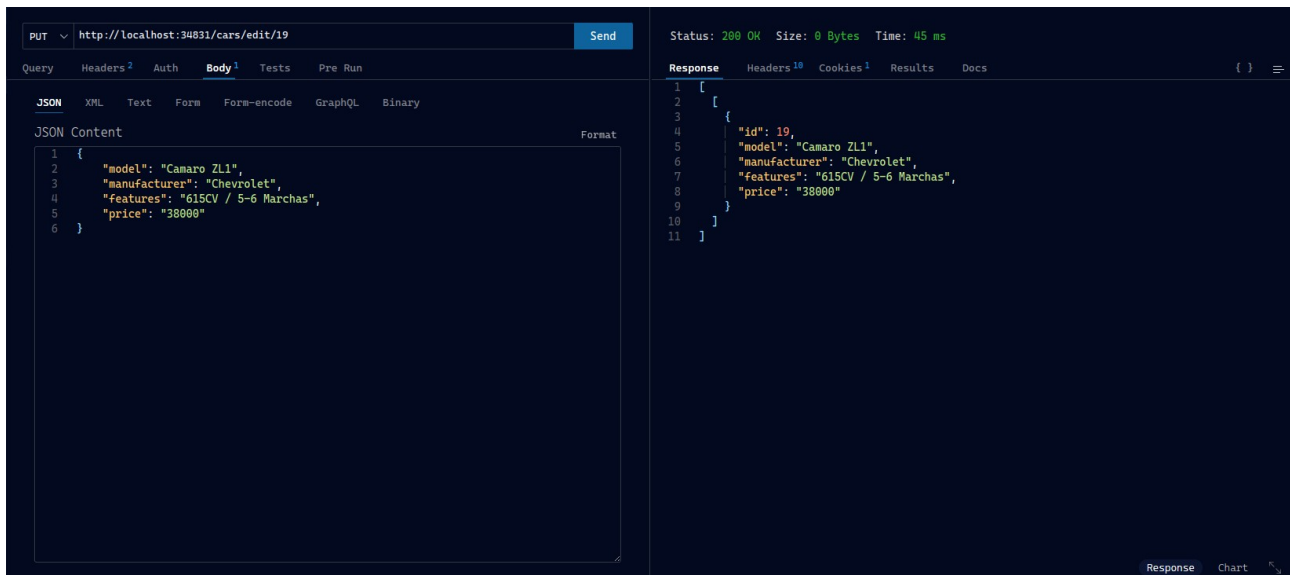 PUT http://localhost:34831/cars/edit/19 Send
Query Headers 2 Auth Body 1 Tests Pre Run
JSON XML Text Form Form-encode GraphQL Binary
JSON Content Format
1 {
2 "model": "Camaro ZL1",
3 "manufacturer": "Chevrolet",
4 "features": "615CV / 5-6 Marchas",
5 "price": "38000"
6 }
Status: 200 OK Size: 0 Bytes Time: 45 ms
Response Headers 10 Cookies 1 Results Docs { }
1 [
2 [
3 {
4 "id": 19,
5 "model": "Camaro ZL1",
6 "manufacturer": "Chevrolet",
7 "features": "615CV / 5-6 Marchas",
8 "price": "38000"
9 }
10 ]
11 ]
Response Chart